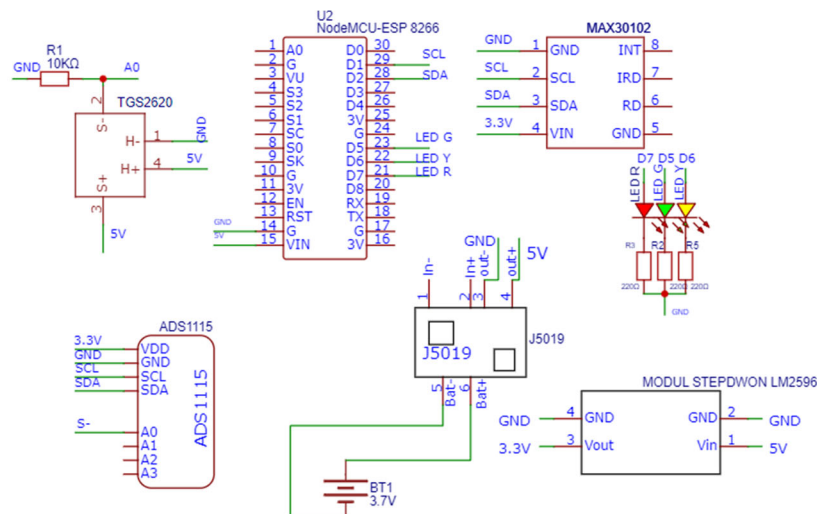 R1
10KΩ
GND
A0
2
S-
TGS2620
H- 1 GND
H+ 4 5V
S+
3
5V
U2
NodeMCU-ESP 8266
1 A0 D0 30
2 G D1 29 SCL
3 VU D2 28 SDA
4 S3 D3 27
5 S2 D4 26
6 S1 3V 25
7 SC G 24
8 S0 D5 23 LED G
9 SK D6 22 LED Y
10 G D7 21 LED R
11 3V D8 20
12 EN RX 19
13 RST TX 18
GND 14 G G 17
5V 15 VIN 3V 16
MAX30102
GND 1 GND INT 8
SCL 2 SCL IRD 7
SDA 3 SDA RD 6
3.3V 4 VIN GND 5
D7 D5 D6
LED R
LED G
LED Y
R3 R2 R5
220Ω 220Ω 220Ω
GND
GND 5V
In- In+ out- out+
1 2 3 4
J5019
J5019
5 6
Bat- Bat+
BT1
3.7V
ADS1115
3.3V VDD
GND GND
SCL SCL
SDA SDA
S- A0
A1
A2
A3
ADS1115
MODUL STEPDWON LM2596
GND 4 GND GND 2 GND
3.3V 3 Vout Vin 1 5V